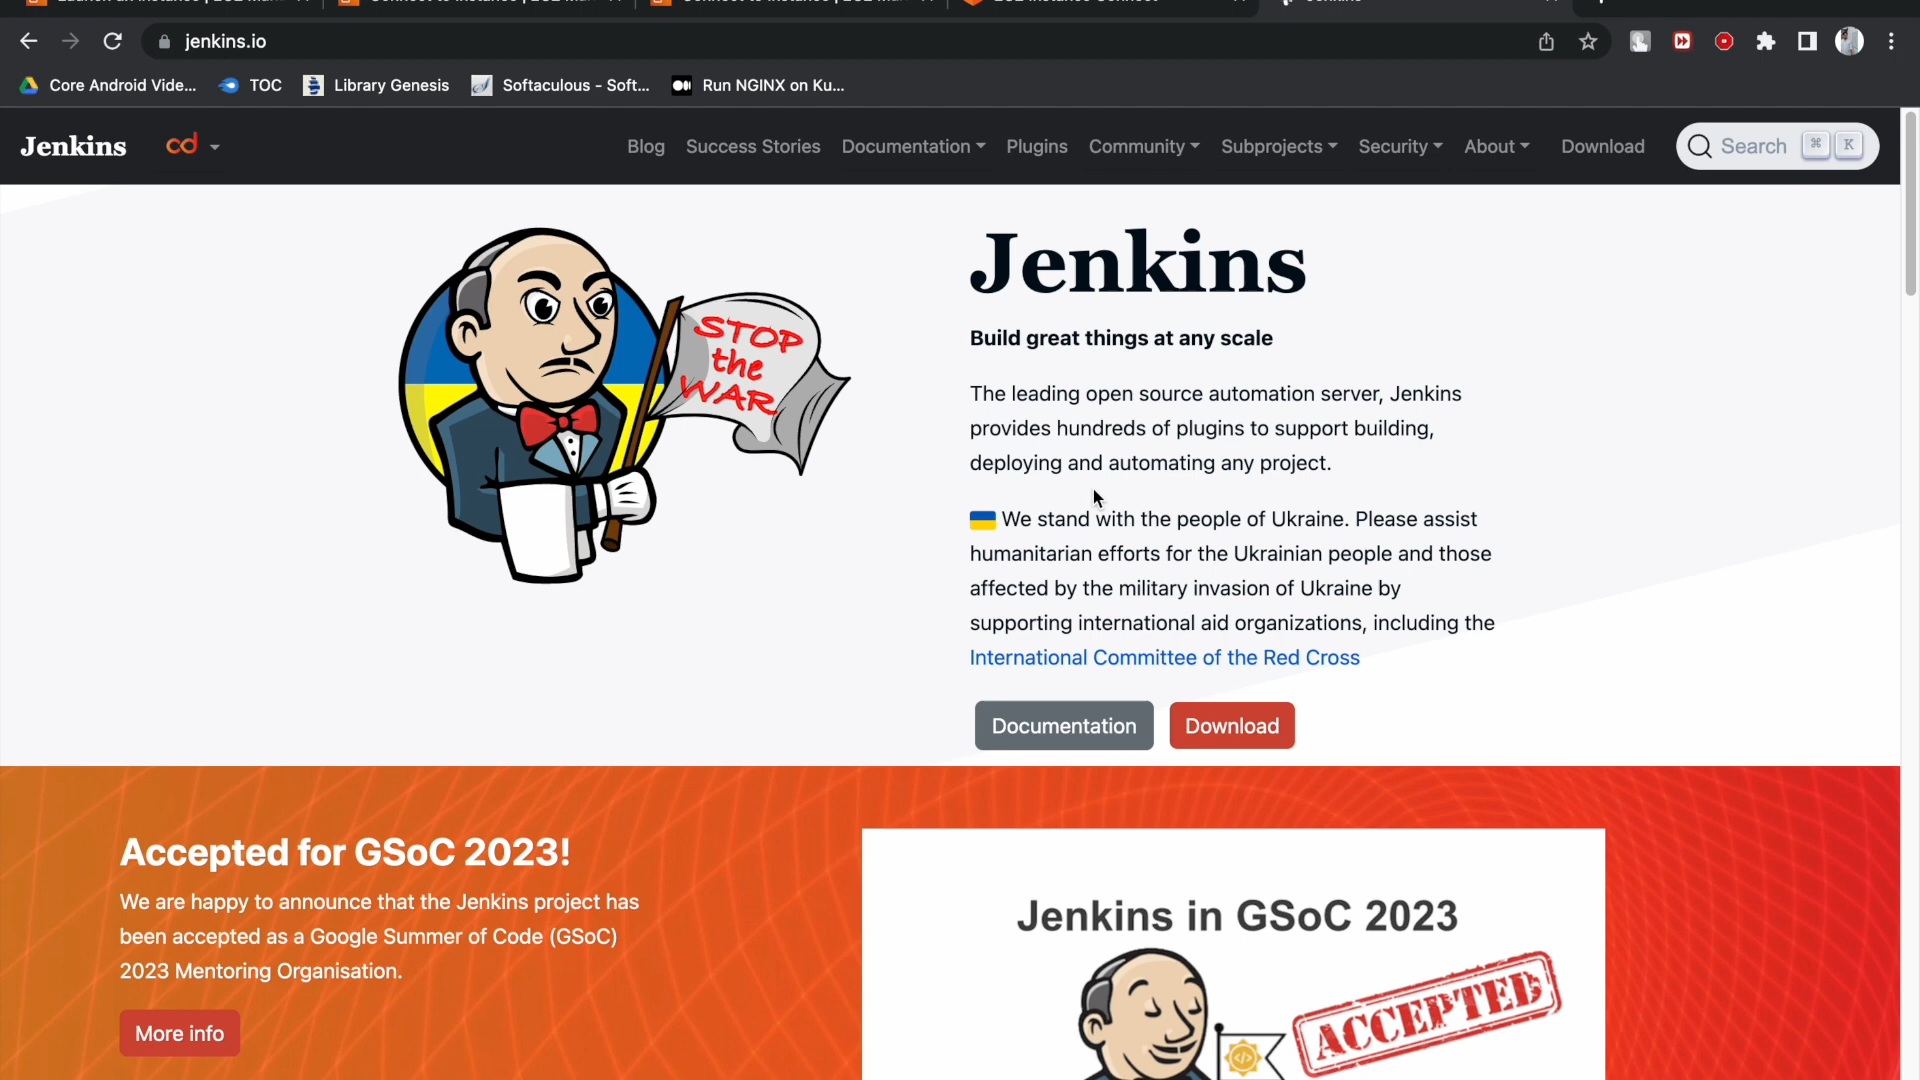 jenkins.io
Core Android Vide...
TOC
Library Genesis
Softaculous - Soft...
Run NGINX on Ku...
Jenkins
cd
Blog
Success Stories
Documentation
Plugins
Community
Subprojects
Security
About
Download
Search
⌘
K
STOP
the
WAR
Jenkins
Build great things at any scale
The leading open source automation server, Jenkins
provides hundreds of plugins to support building,
deploying and automating any project.
We stand with the people of Ukraine. Please assist
humanitarian efforts for the Ukrainian people and those
affected by the military invasion of Ukraine by
supporting international aid organizations, including the
International Committee of the Red Cross
Documentation
Download
Accepted for GSoC 2023!
We are happy to announce that the Jenkins project has
been accepted as a Google Summer of Code (GSoC)
2023 Mentoring Organisation.
More info
Jenkins in GSoC 2023
ACCEPTED